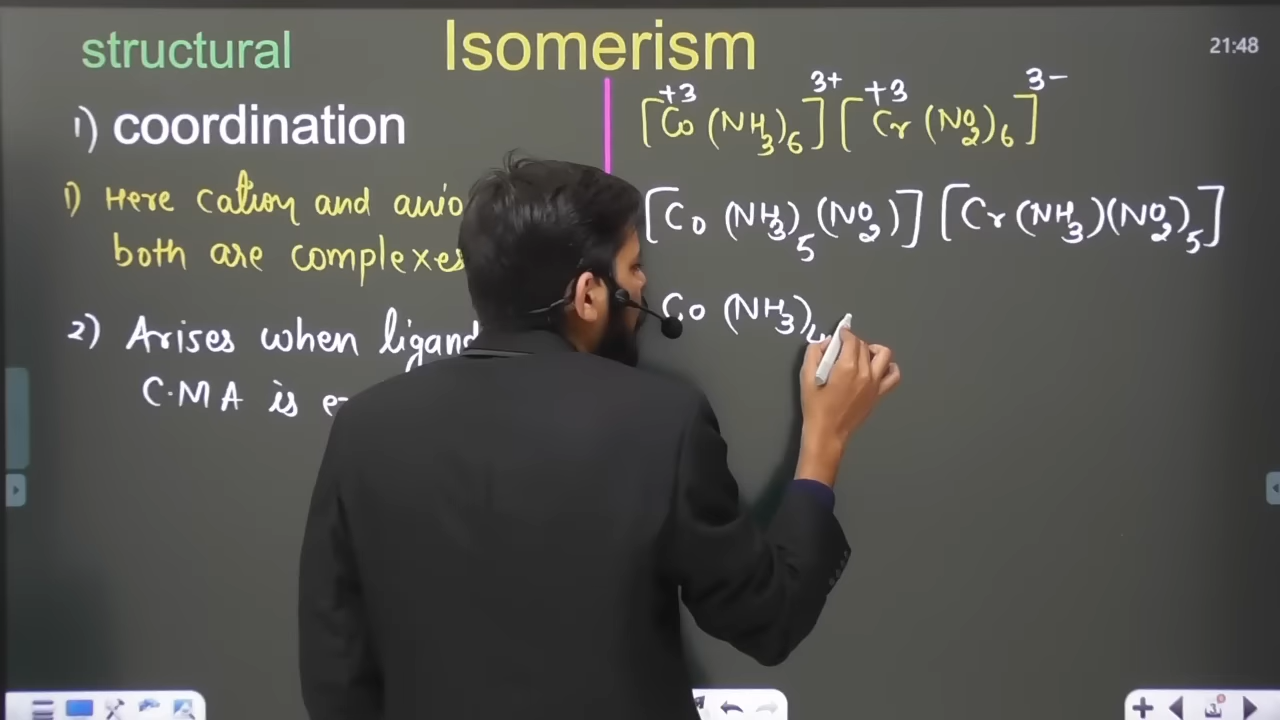 structural Isomerism
21:48
1) coordination
1) Here cation and anio
both are complexes
2) Arises when ligand
C.M A is
[Co(NH3)6]3+ [Cr(NO2)6]3-
+3 +3
[Co(NH3)5(NO2)] [Cr(NH3)(NO2)5]
Co(NH3)4